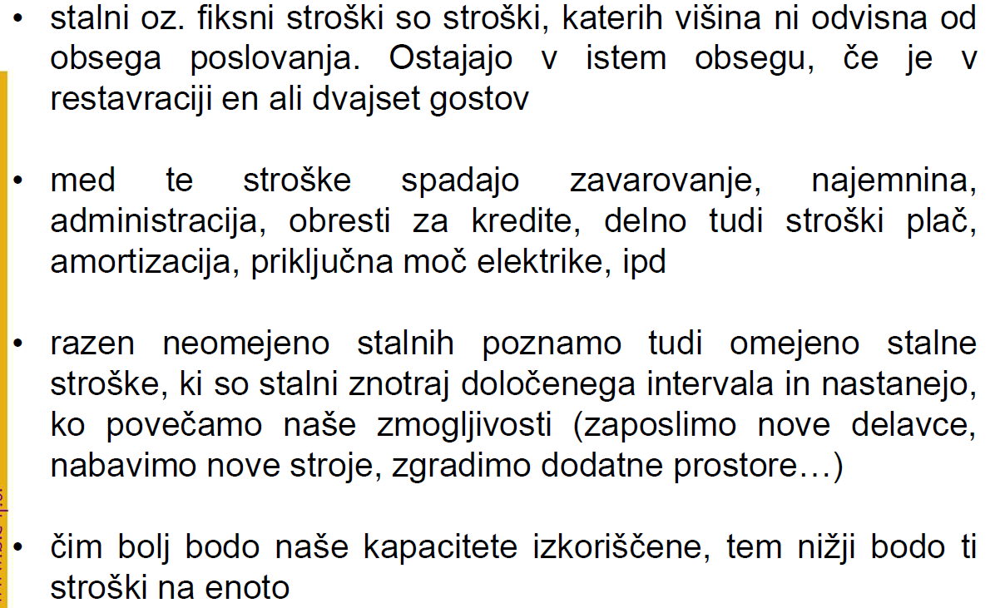 • stalni oz. fiksni stroški so stroški, katerih višina ni odvisna od
obsega poslovanja. Ostajajo v istem obsegu, če je v
restavraciji en ali dvajset gostov
• med te stroške spadajo zavarovanje, najemnina,
administracija, obresti za kredite, delno tudi stroški plač,
amortizacija, priključna moč elektrike, ipd
• razen neomejeno stalnih poznamo tudi omejeno stalne
stroške, ki so stalni znotraj določenega intervala in nastanejo,
ko povečamo naše zmogljivosti (zaposlimo nove delavce,
nabavimo nove stroje, zgradimo dodatne prostore…)
• čim bolj bodo naše kapacitete izkoriščene, tem nižji bodo ti
stroški na enoto